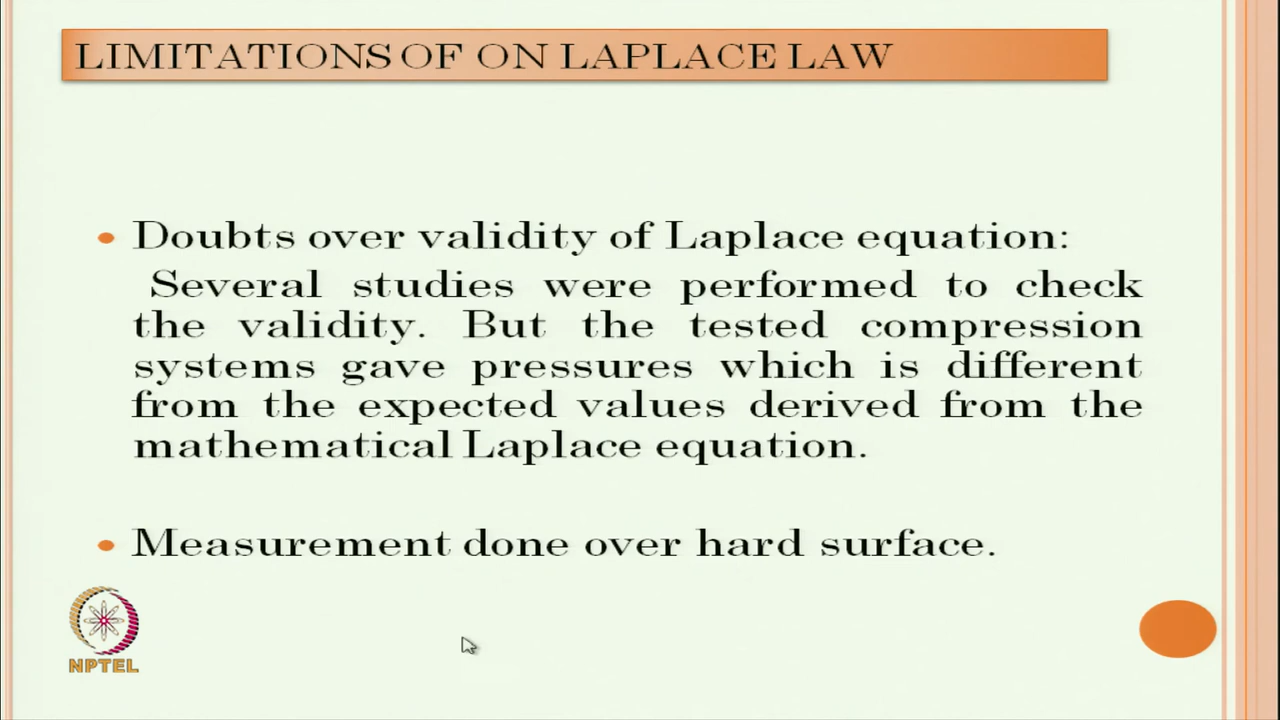 LIMITATIONS OF ON LAPLACE LAW
• Doubts over validity of Laplace equation:
Several studies were performed to check
the validity. But the tested compression
systems gave pressures which is different
from the expected values derived from the
mathematical Laplace equation.
• Measurement done over hard surface.
NPTEL